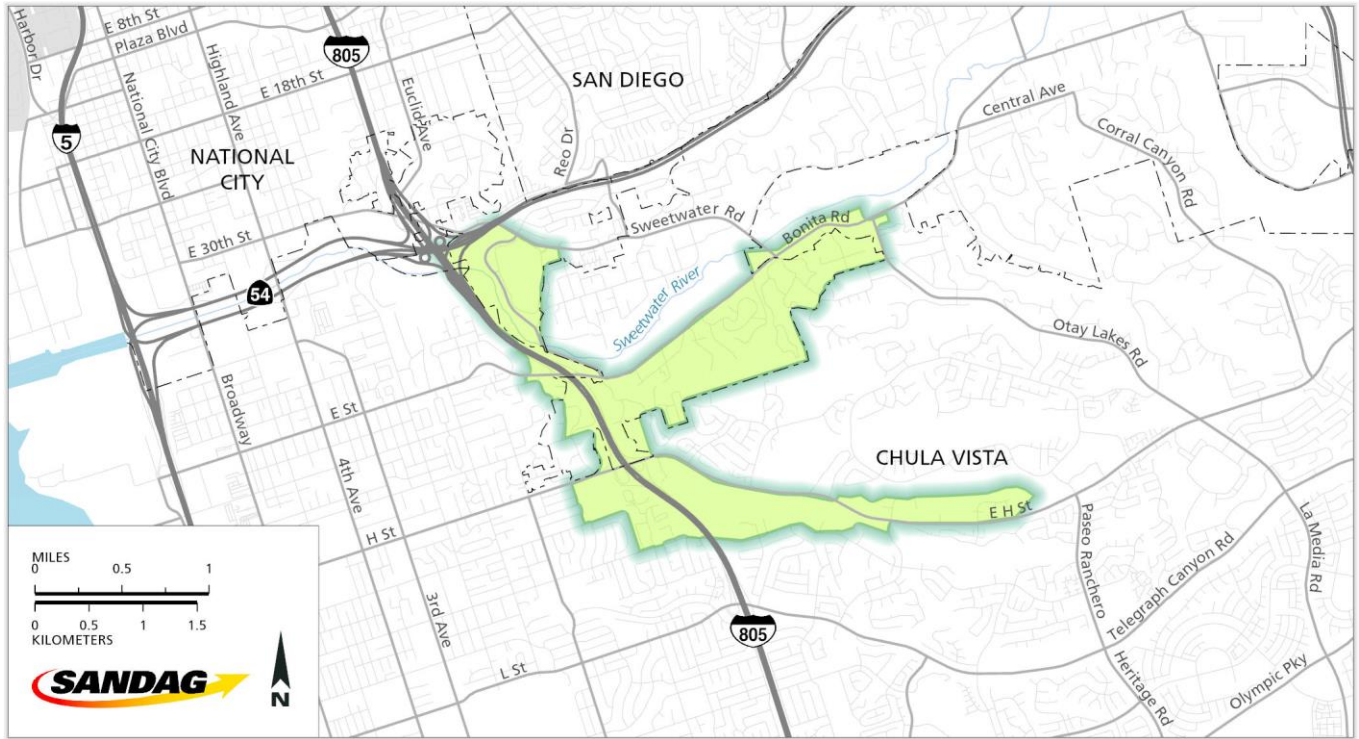 Harbor Dr
E 8th St
Plaza Blvd
National City Blvd
Highland Ave
E 18th St
805
Euclid Ave
SAN DIEGO
Reo Dr
Central Ave
Corral Canyon Rd
5
NATIONAL
CITY
E 30th St
54
Sweetwater Rd
Bonita Rd
Sweetwater River
Otay Lakes Rd
Broadway
E St
4th Ave
H St
3rd Ave
L St
CHULA VISTA
E H St
Paseo Ranchero
Telegraph Canyon Rd
La Media Rd
Heritage Rd
Olympic Pky
805
MILES
0 0.5 1
0 0.5 1 1.5
KILOMETERS
SANDAG
N